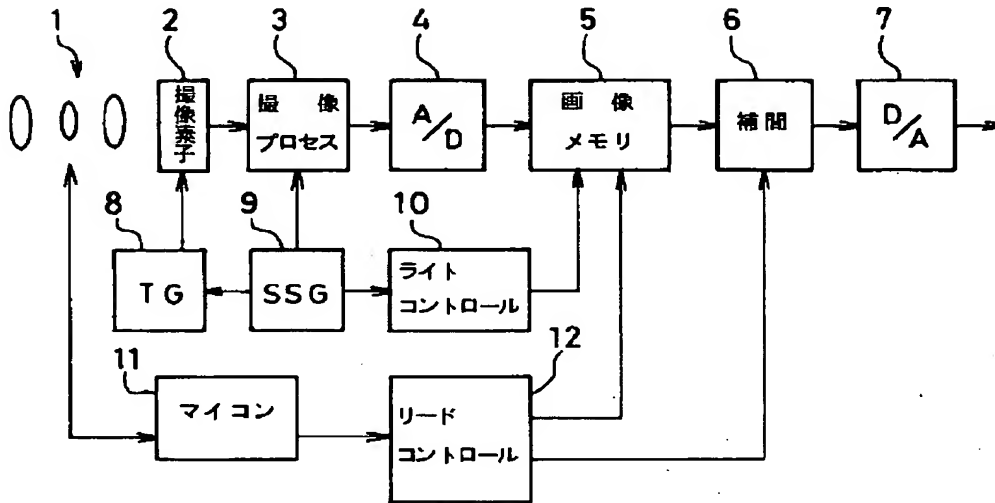 1
2
3
4
5
6
7
撮像素子
撮像
プロセス
A/D
画像
メモリ
補間
D/A
8
9
10
TG
SSG
ライト
コントロール
11
12
マイコン
リード
コントロール